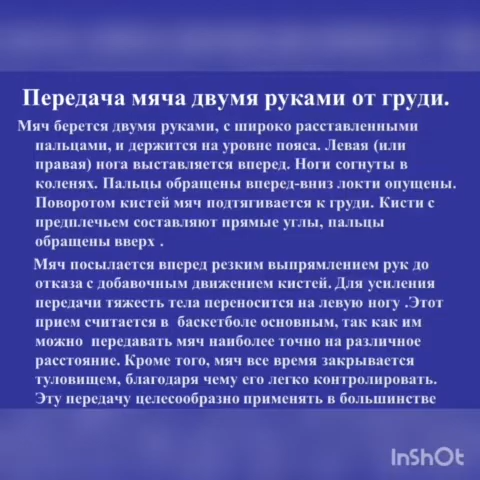 Передача мяча двумя руками от груди.
Мяч берется двумя руками, с широко расставленными
пальцами, и держится на уровне пояса. Левая (или
правая) нога выставляется вперед. Ноги согнуты в
коленях. Пальцы обращены вперед-вниз локти опущены.
Поворотом кистей мяч подтягивается к груди. Кисти с
предплечьем составляют прямые углы, пальцы
обращены вверх .
Мяч посылается вперед резким выпрямлением рук до
отказа с добавочным движением кистей. Для усиления
передачи тяжесть тела переносится на левую ногу .Этот
прием считается в баскетболе основным, так как им
можно передавать мяч наиболее точно на различное
расстояние. Кроме того, мяч все время закрывается
туловищем, благодаря чему его легко контролировать.
Эту передачу целесообразно применять в большинстве
InShOt